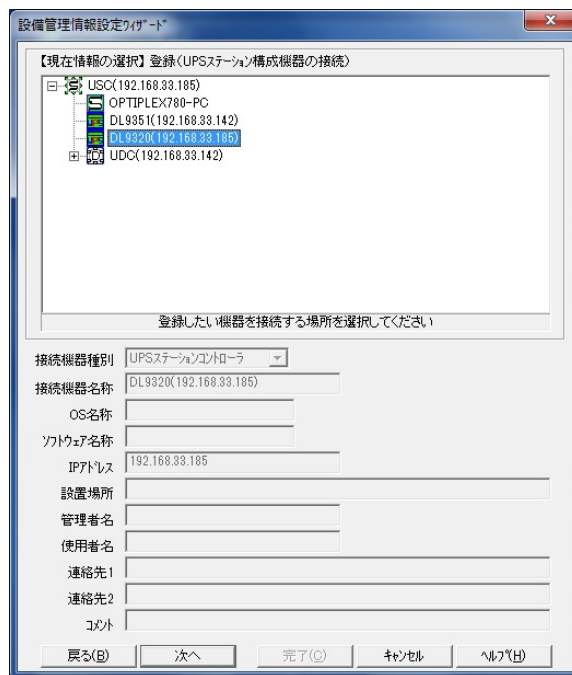 設備管理情報設定ｳｨｻﾞｰﾄﾞ
【現在情報の選択】登録(UPSｽﾃｰｼｮﾝ構成機器の接続)
USC(192.168.33.185)
OPTIPLEX780-PC
DL9351(192.168.33.142)
DL9320(192.168.33.185)
UDC(192.168.33.142)
登録したい機器を接続する場所を選択してください
接続機器種別 UPSｽﾃｰｼｮﾝｺﾝﾄﾛｰﾗ
接続機器名称 DL9320(192.168.33.185)
OS名称
ｿﾌﾄｳｪｱ名称
IPｱﾄﾞﾚｽ 192.168.33.185
設置場所
管理者名
使用者名
連絡先1
連絡先2
ｺﾒﾝﾄ
戻る(B) 次へ 完了(C) ｷｬﾝｾﾙ ﾍﾙﾌﾟ(H)